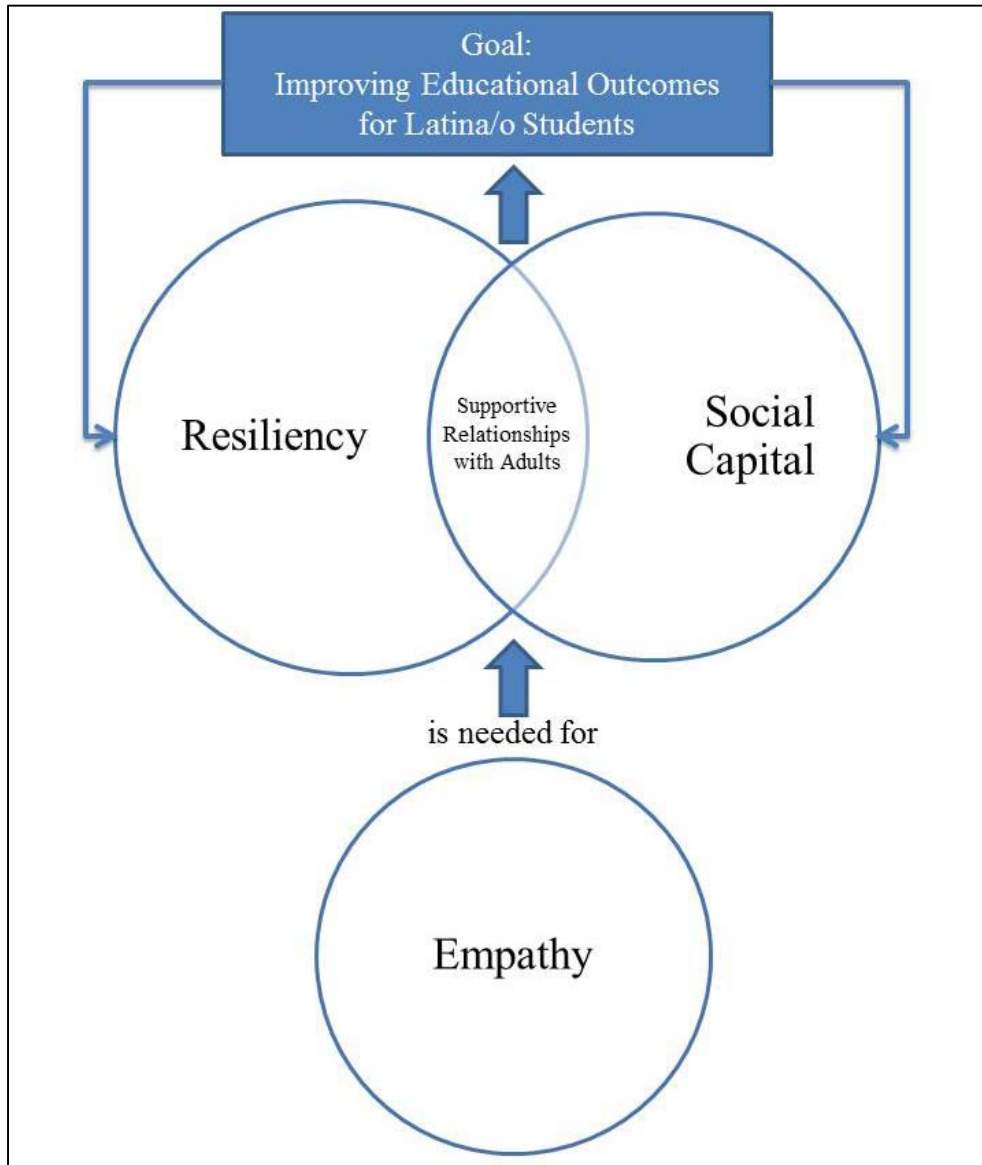 Goal:
Improving Educational Outcomes
for Latina/o Students
Resiliency
Supportive
Relationships
with Adults
Social
Capital
is needed for
Empathy